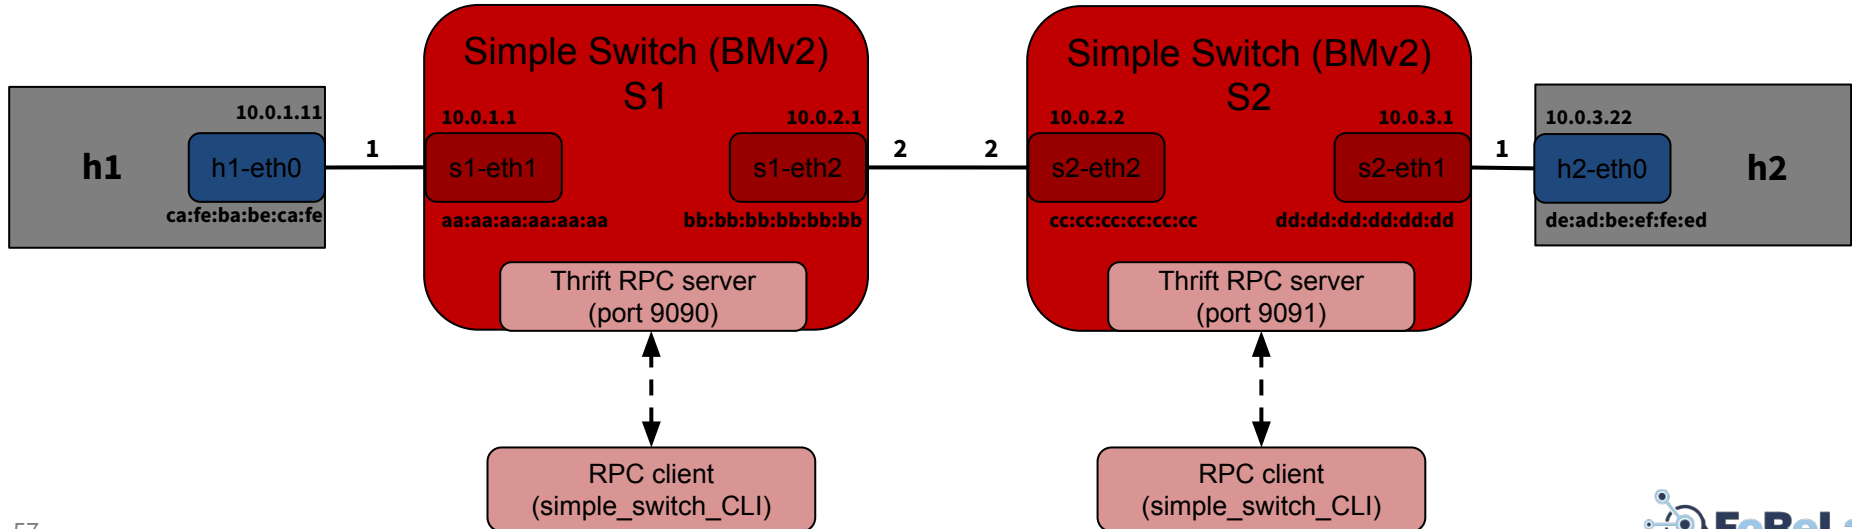 Simple Switch (BMv2)
S1
Simple Switch (BMv2)
S2
10.0.1.11
10.0.1.1
10.0.2.1
10.0.2.2
10.0.3.1
10.0.3.22
h1
h1-eth0
1
s1-eth1
s1-eth2
2
2
s2-eth2
s2-eth1
1
h2-eth0
h2
ca:fe:ba:be:ca:fe
aa:aa:aa:aa:aa:aa
bb:bb:bb:bb:bb:bb
cc:cc:cc:cc:cc:cc
dd:dd:dd:dd:dd:dd
de:ad:be:ef:fe:ed
Thrift RPC server
(port 9090)
Thrift RPC server
(port 9091)
RPC client
(simple_switch_CLI)
RPC client
(simple_switch_CLI)
57